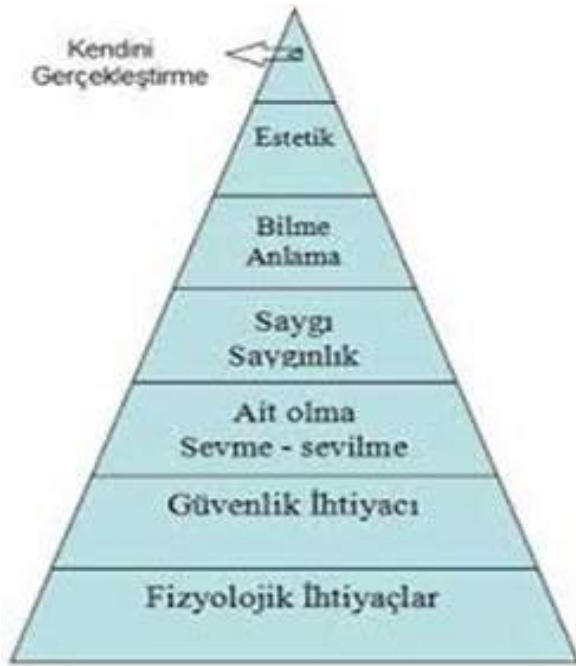 Kendini
Gerçekleştirme
Estetik
Bilme
Anlama
Saygı
Saygınlık
Ait olma
Sevme - sevilme
Güvenlik İhtiyacı
Fizyolojik İhtiyaçlar